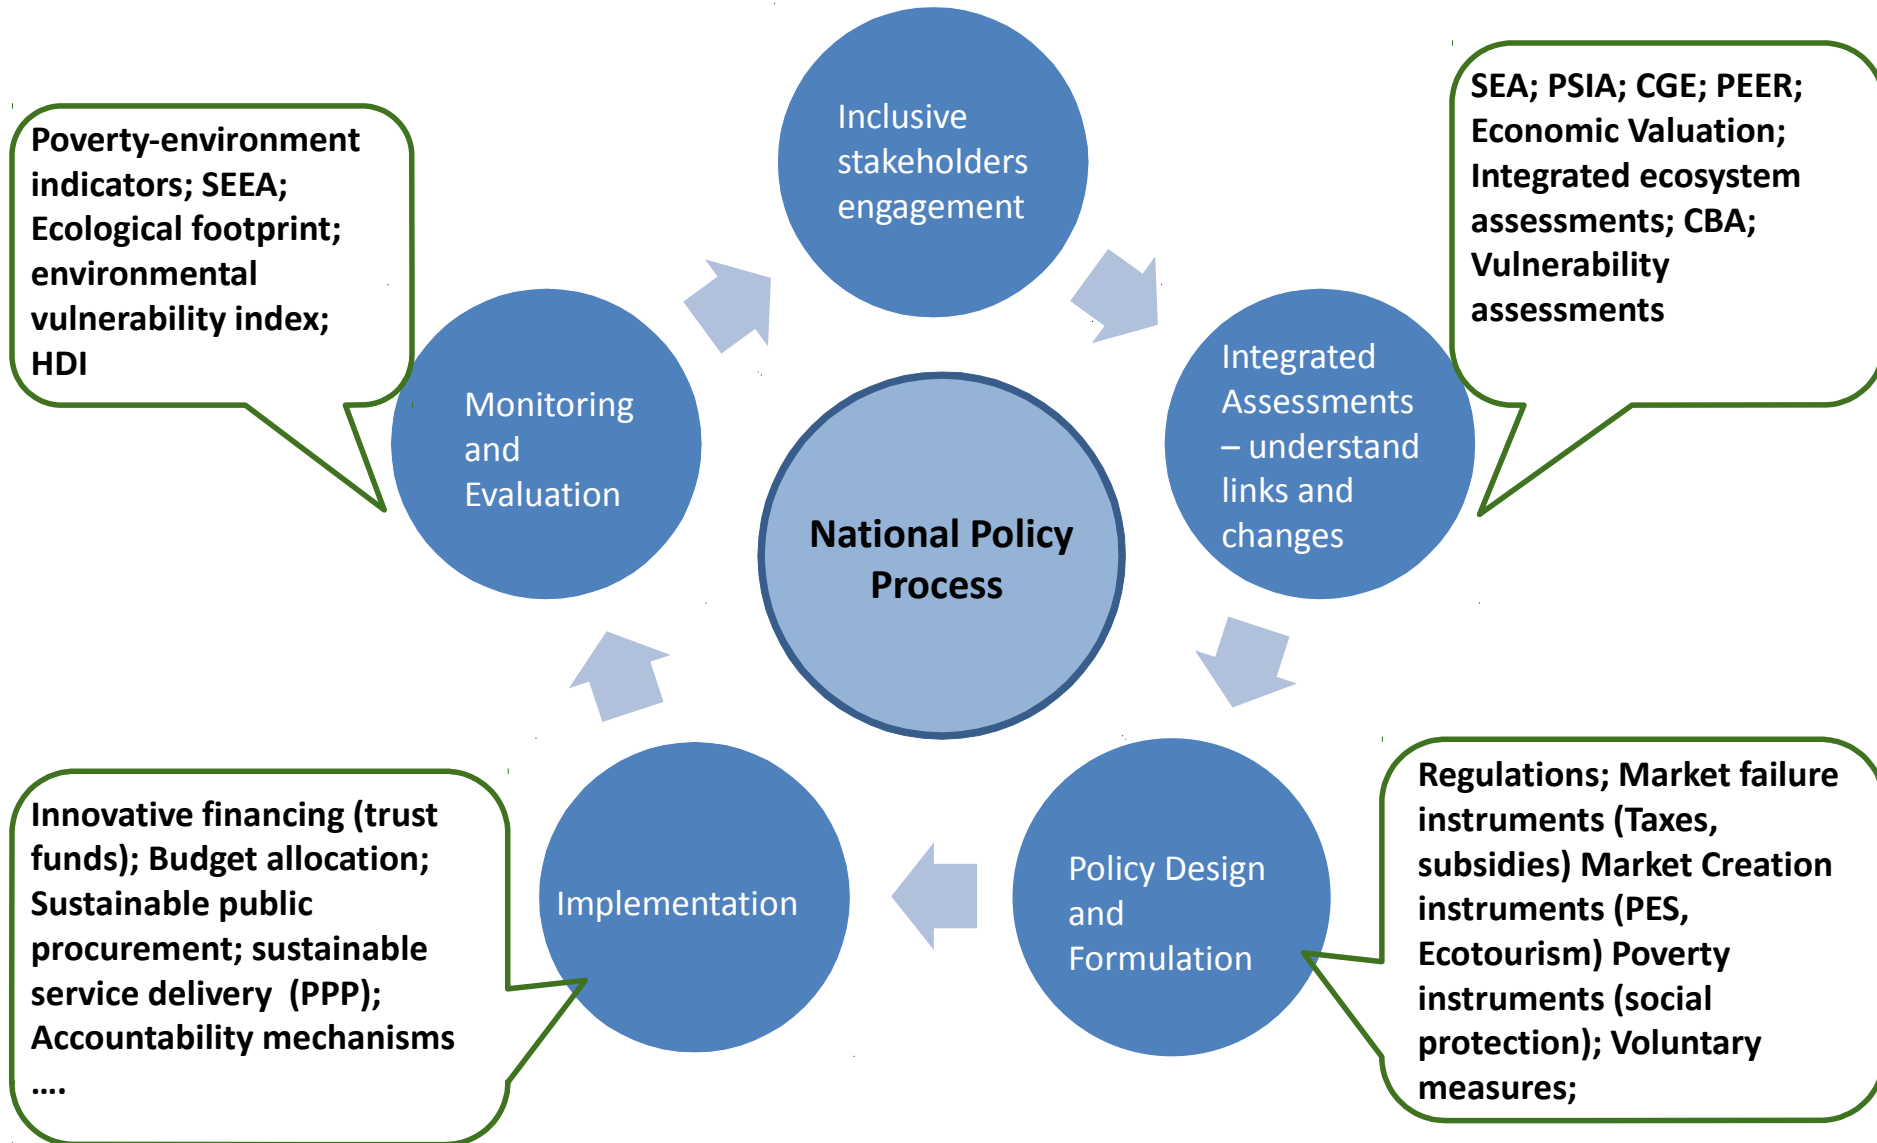 Inclusive
stakeholders
engagement
SEA; PSIA; CGE; PEER;
Economic Valuation;
Integrated ecosystem
assessments; CBA;
Vulnerability
assessments
Integrated
Assessments
– understand
links and
changes
Regulations; Market failure
instruments (Taxes,
subsidies) Market Creation
instruments (PES,
Ecotourism) Poverty
instruments (social
protection); Voluntary
measures;
Policy Design
and
Formulation
Implementation
Innovative financing (trust
funds); Budget allocation;
Sustainable public
procurement; sustainable
service delivery  (PPP);
Accountability mechanisms
....
Monitoring
and
Evaluation
Poverty-environment
indicators; SEEA;
Ecological footprint;
environmental
vulnerability index;
HDI
National Policy
Process